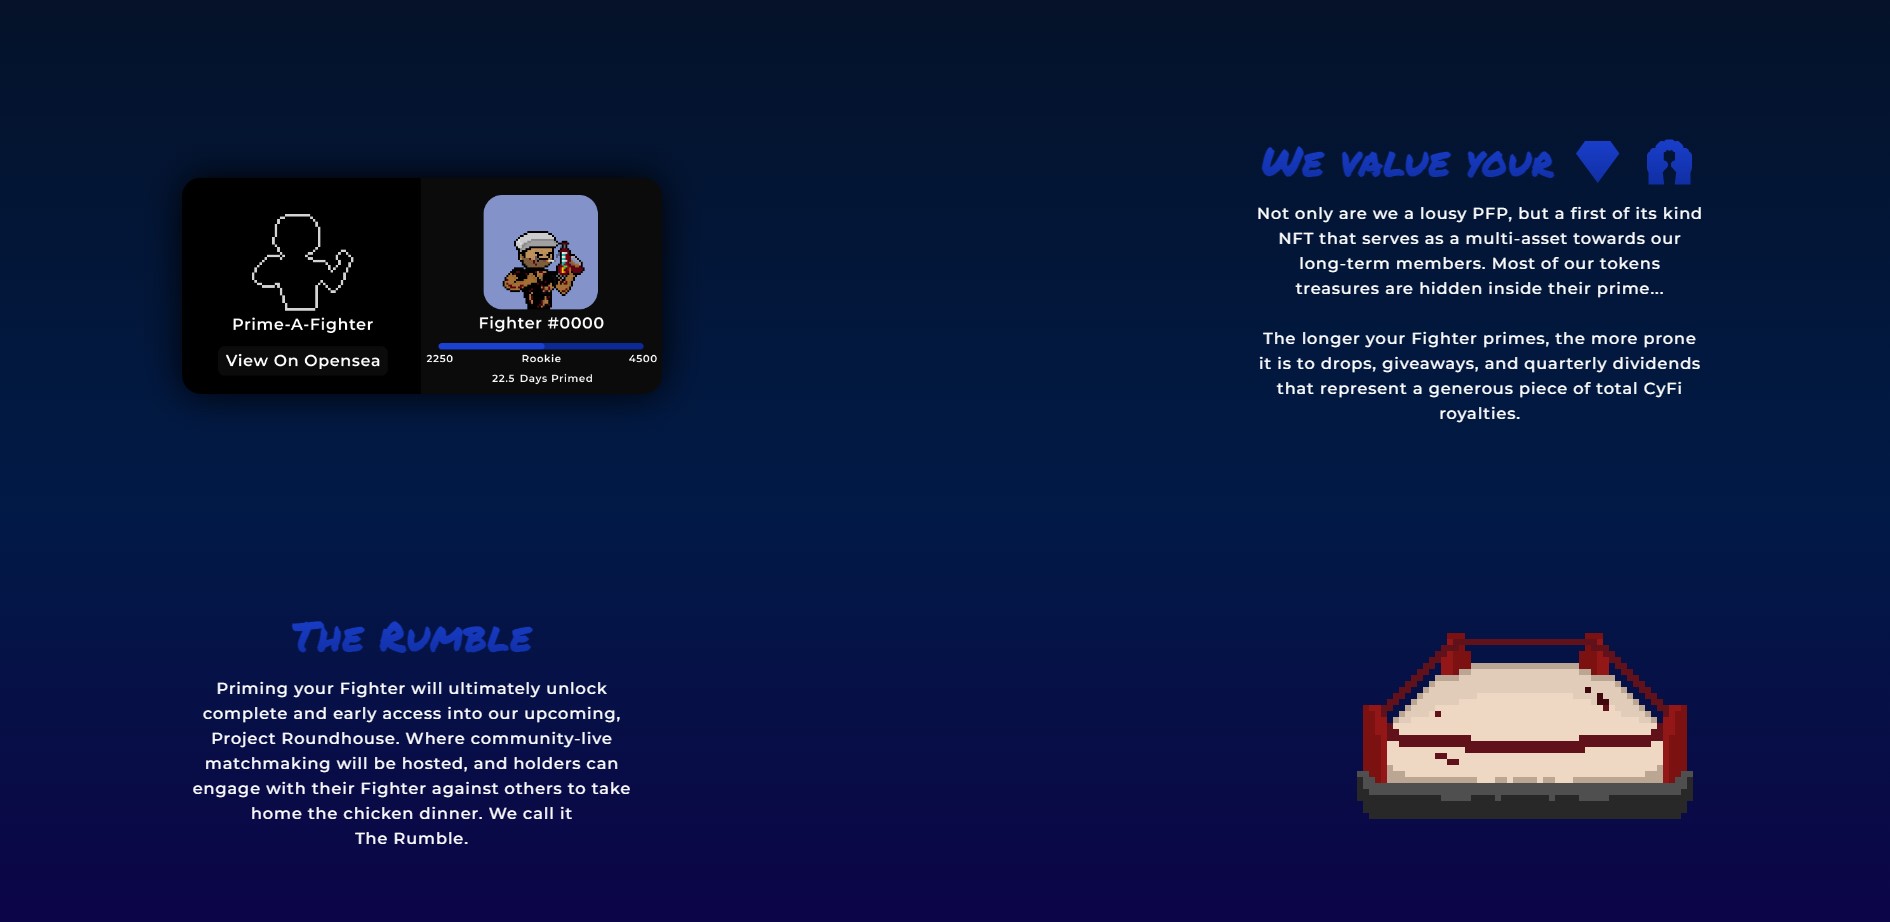 Prime-A-Fighter
View On Opensea
Fighter #0000
2250 Rookie 4500
22.5 Days Primed
We value your
Not only are we a lousy PFP, but a first of its kind
NFT that serves as a multi-asset towards our
long-term members. Most of our tokens
treasures are hidden inside their prime...
The longer your Fighter primes, the more prone
it is to drops, giveaways, and quarterly dividends
that represent a generous piece of total CyFi
royalties.
The Rumble
Priming your Fighter will ultimately unlock
complete and early access into our upcoming,
Project Roundhouse. Where community-live
matchmaking will be hosted, and holders can
engage with their Fighter against others to take
home the chicken dinner. We call it
The Rumble.